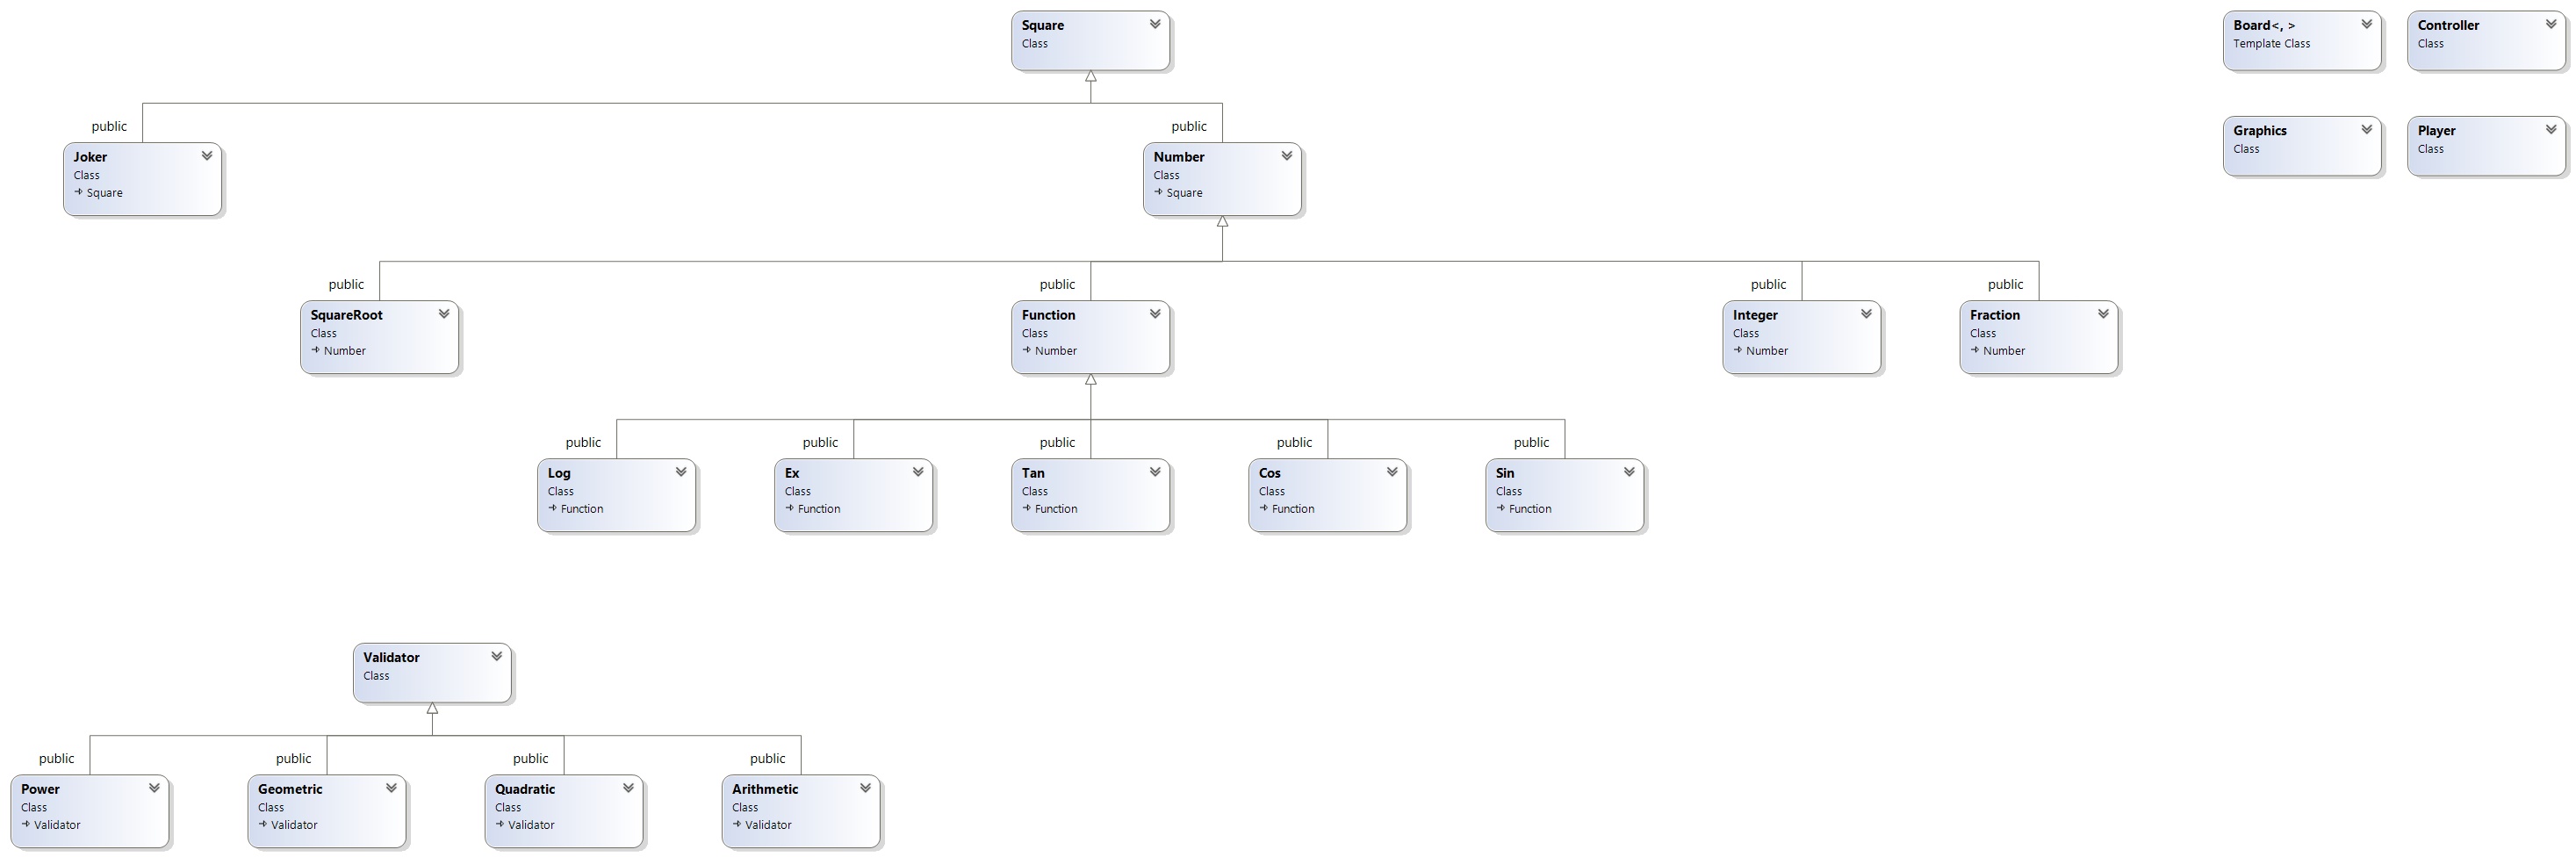 Square
Class
Board<, >
Template Class
Controller
Class
public
public
Joker
Class
Square
Number
Class
Square
Graphics
Class
Player
Class
public
public
public
public
SquareRoot
Class
Number
Function
Class
Number
Integer
Class
Number
Fraction
Class
Number
public
public
public
public
public
Log
Class
Function
Ex
Class
Function
Tan
Class
Function
Cos
Class
Function
Sin
Class
Function
Validator
Class
public
public
public
public
Power
Class
Validator
Geometric
Class
Validator
Quadratic
Class
Validator
Arithmetic
Class
Validator